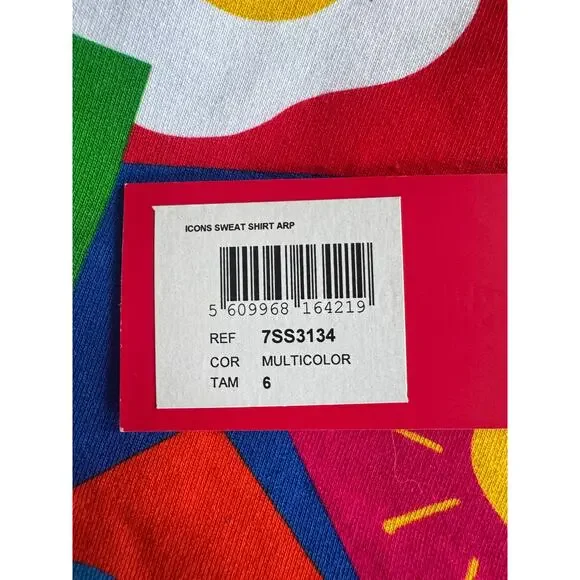 ICONS SWEAT SHIRT ARP
5 609968 164219
REF 7SS3134
COR MULTICOLOR
TAM 6